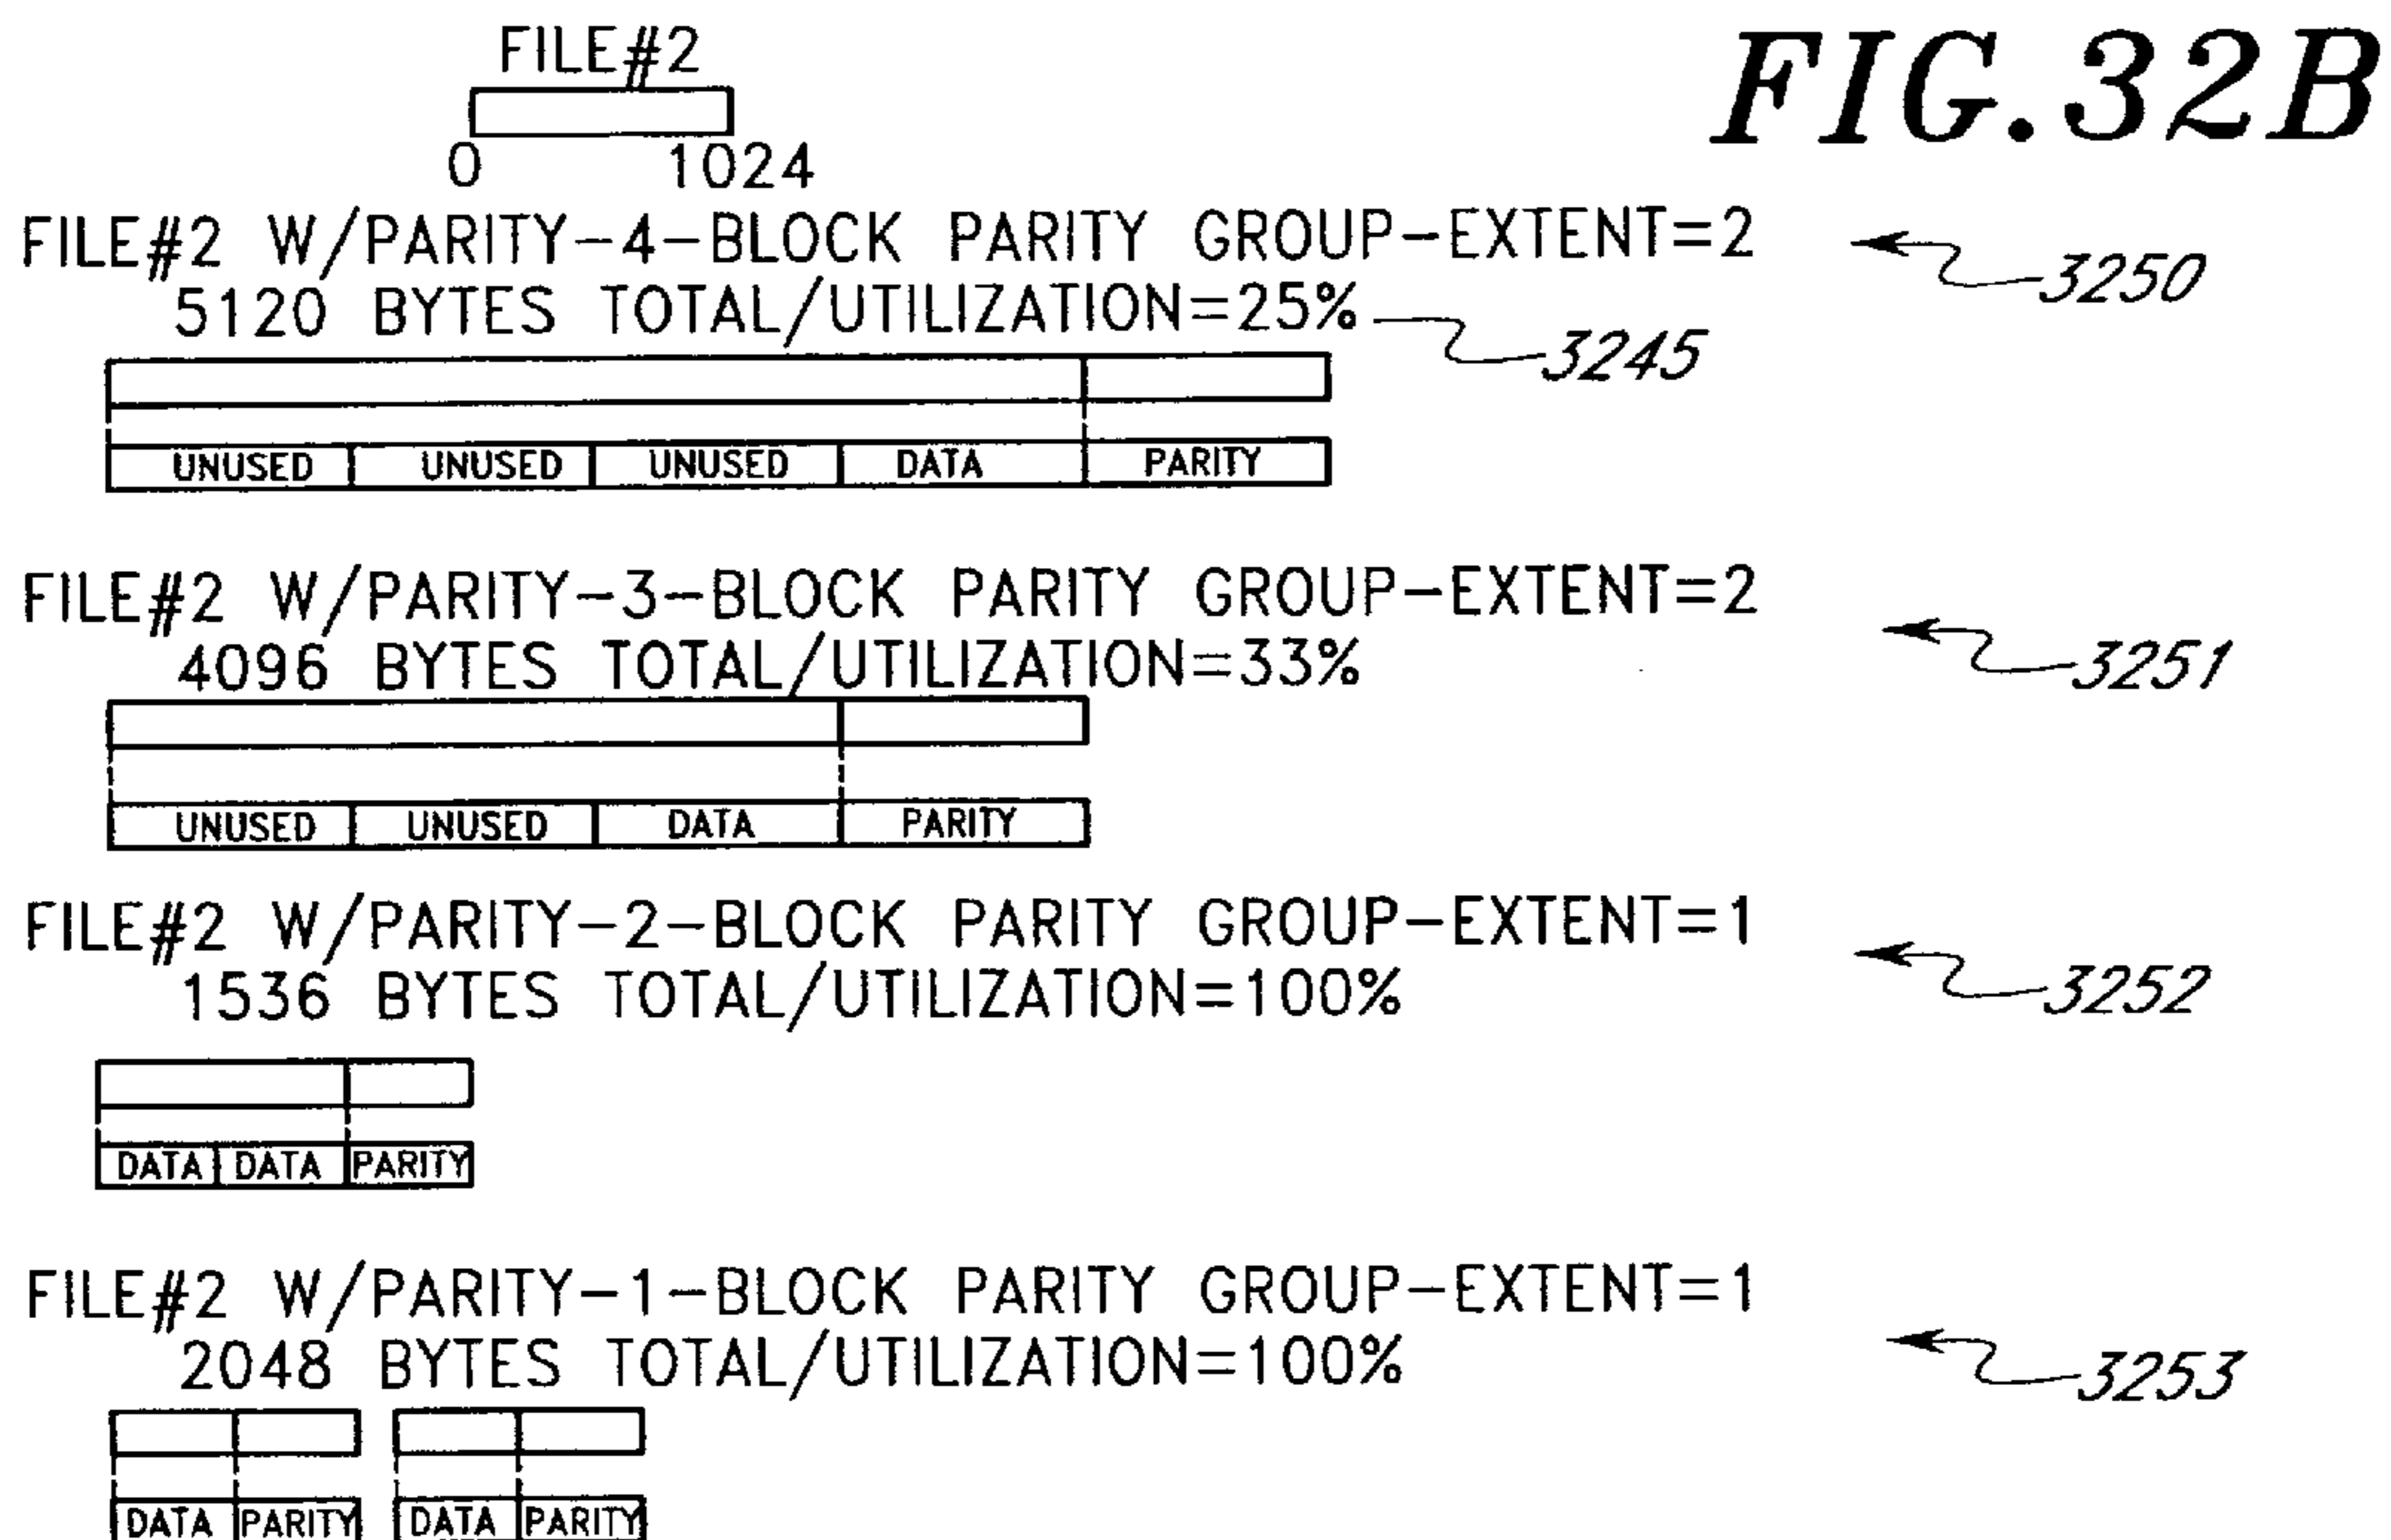 FILE#2
FIG.32B
0 1024
FILE#2 W/PARITY-4-BLOCK PARITY GROUP-EXTENT=2
3250
5120 BYTES TOTAL/UTILIZATION=25%
3245
UNUSED UNUSED UNUSED DATA PARITY
FILE#2 W/PARITY-3-BLOCK PARITY GROUP-EXTENT=2
3251
4096 BYTES TOTAL/UTILIZATION=33%
UNUSED UNUSED DATA PARITY
FILE#2 W/PARITY-2-BLOCK PARITY GROUP-EXTENT=1
3252
1536 BYTES TOTAL/UTILIZATION=100%
DATA DATA PARITY
FILE#2 W/PARITY-1-BLOCK PARITY GROUP-EXTENT=1
3253
2048 BYTES TOTAL/UTILIZATION=100%
DATA PARITY DATA PARITY